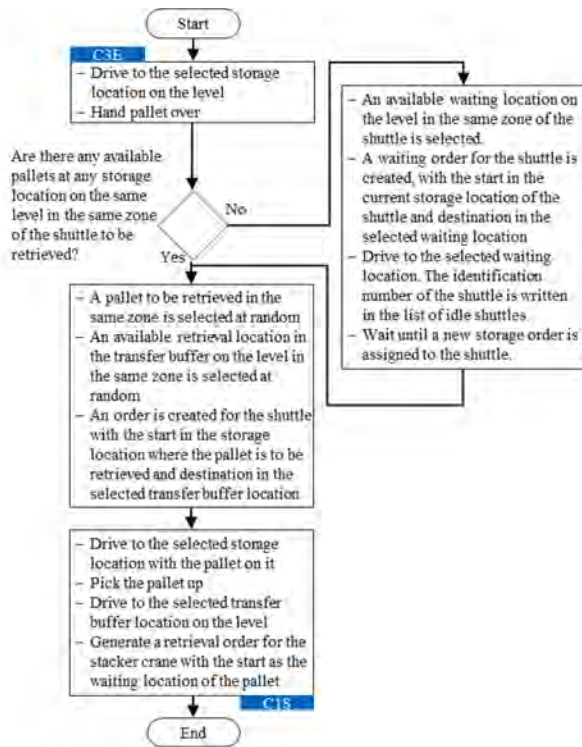 Start
C3E
– Drive to the selected storage
location on the level
– Hand pallet over
Are there any available
pallets at any storage
location on the same
level in the same zone
of the shuttle to be
retrieved?
No
Yes
– An available waiting location on
the level in the same zone of the
shuttle is selected.
– A waiting order for the shuttle is
created, with the start in the
current storage location of the
shuttle and destination in the
selected waiting location
– Drive to the selected waiting
location. The identification
number of the shuttle is written
in the list of idle shuttles.
– Wait until a new storage order is
assigned to the shuttle.
– A pallet to be retrieved in the
same zone is selected at random
– An available retrieval location in
the transfer buffer on the level in
the same zone is selected at
random
– An order is created for the shuttle
with the start in the storage
location where the pallet is to be
retrieved and destination in the
selected transfer buffer location
– Drive to the selected storage
location with the pallet on it
– Pick the pallet up
– Drive to the selected transfer
buffer location on the level
– Generate a retrieval order for the
stacker crane with the start as the
waiting location of the pallet
C1S
End